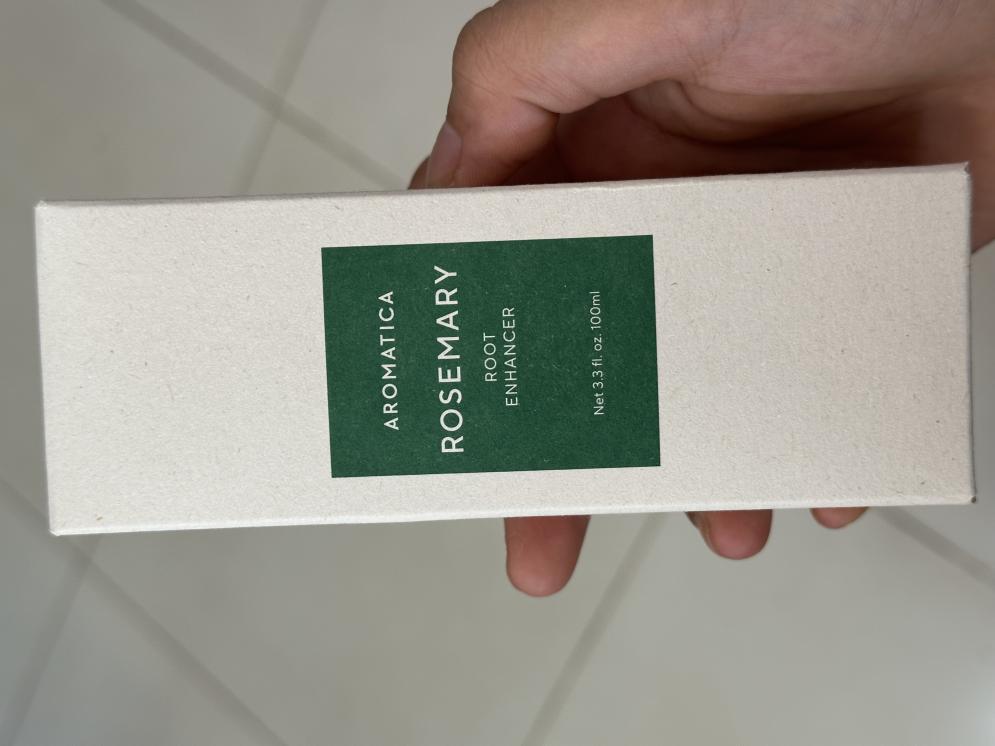 AROMATICA
ROSEMARY
ROOT
ENHANCER
Net 3.3 fl. oz. 100ml